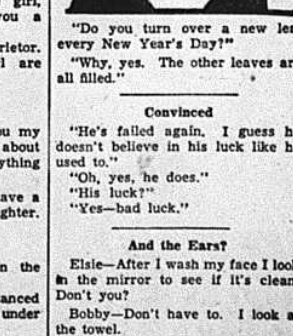 girl,
you a
rietor.
l are
u my
about
ything
ave a
ghter.
n the
anced
under
"Do you turn over a new
every New Year's Day?"
"Why, yes. The other leaves ar
all filled."
Convinced
"He's failed again. I guess h
doesn't believe in his luck like h
used to."
"Oh, yes, he does."
"His luck?"
"Yes—bad luck."
And the Ears?
Elsie—After I wash my face I loo
in the mirror to see if it's clean
Don't you?
Bobby—Don't have to. I look a
the towel.